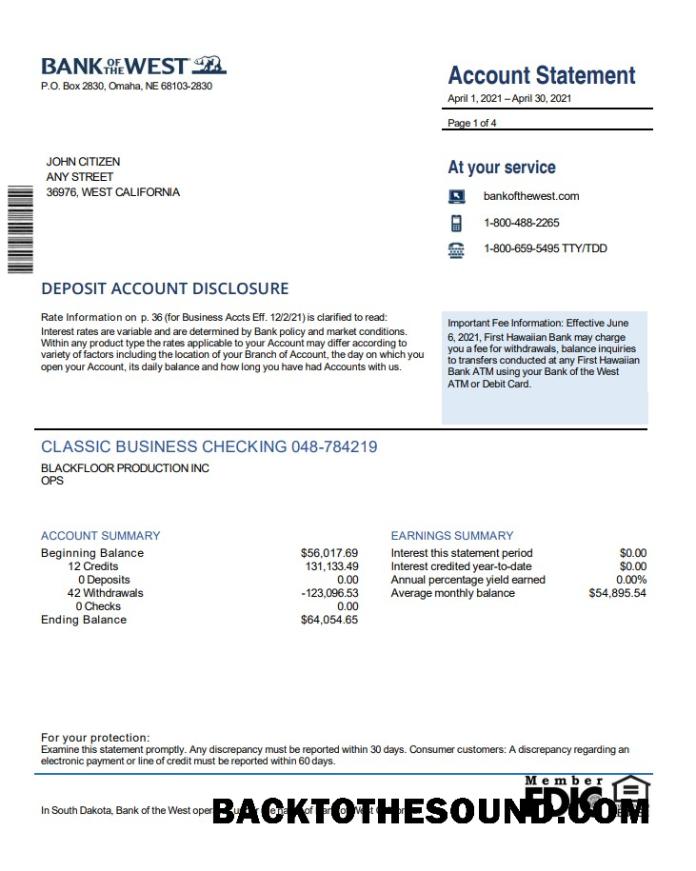 BANK OF THE WEST
P.O. Box 2830, Omaha, NE 68103-2830
Account Statement
April 1, 2021 – April 30, 2021
Page 1 of 4
JOHN CITIZEN
ANY STREET
36976, WEST CALIFORNIA
At your service
bankofthewest.com
1-800-488-2265
1-800-659-5495 TTY/TDD
DEPOSIT ACCOUNT DISCLOSURE
Rate Information on p. 36 (for Business Accts Eff. 12/2/21) is clarified to read:
Interest rates are variable and are determined by Bank policy and market conditions.
Within any product type the rates applicable to your Account may differ according to
variety of factors including the location of your Branch of Account, the day on which you
open your Account, its daily balance and how long you have had Accounts with us.
Important Fee Information: Effective June
6, 2021, First Hawaiian Bank may charge
you a fee for withdrawals, balance inquiries
to transfers conducted at any First Hawaiian
Bank ATM using your Bank of the West
ATM or Debit Card.
CLASSIC BUSINESS CHECKING 048-784219
BLACKFLOOR PRODUCTION INC
OPS
ACCOUNT SUMMARY
Beginning Balance $56,017.69
12 Credits 131,133.49
0 Deposits 0.00
42 Withdrawals -123,096.53
0 Checks 0.00
Ending Balance $64,054.65
EARNINGS SUMMARY
Interest this statement period $0.00
Interest credited year-to-date $0.00
Annual percentage yield earned 0.00%
Average monthly balance $54,895.54
For your protection:
Examine this statement promptly. Any discrepancy must be reported within 30 days. Consumer customers: A discrepancy regarding an
electronic payment or line of credit must be reported within 60 days.
Member
FDIC
In South Dakota, Bank of the West
BACKTOTHESOUND.COM